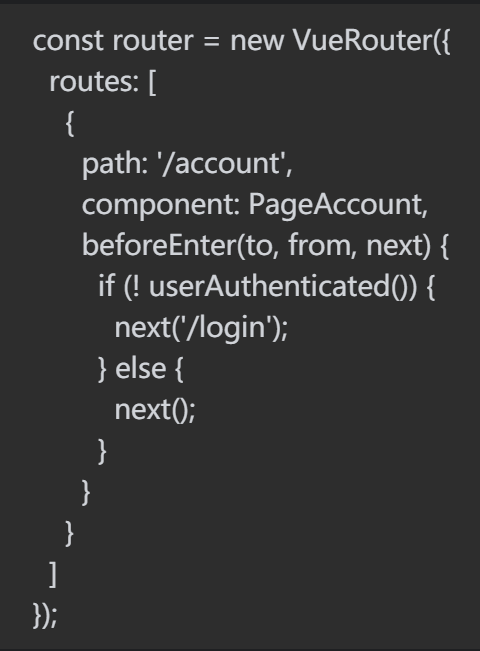 const router = new VueRouter({
  routes: [
    {
      path: '/account',
      component: PageAccount,
      beforeEnter(to, from, next) {
        if (! userAuthenticated()) {
          next('/login');
        } else {
          next();
        }
      }
    }
  ]
});